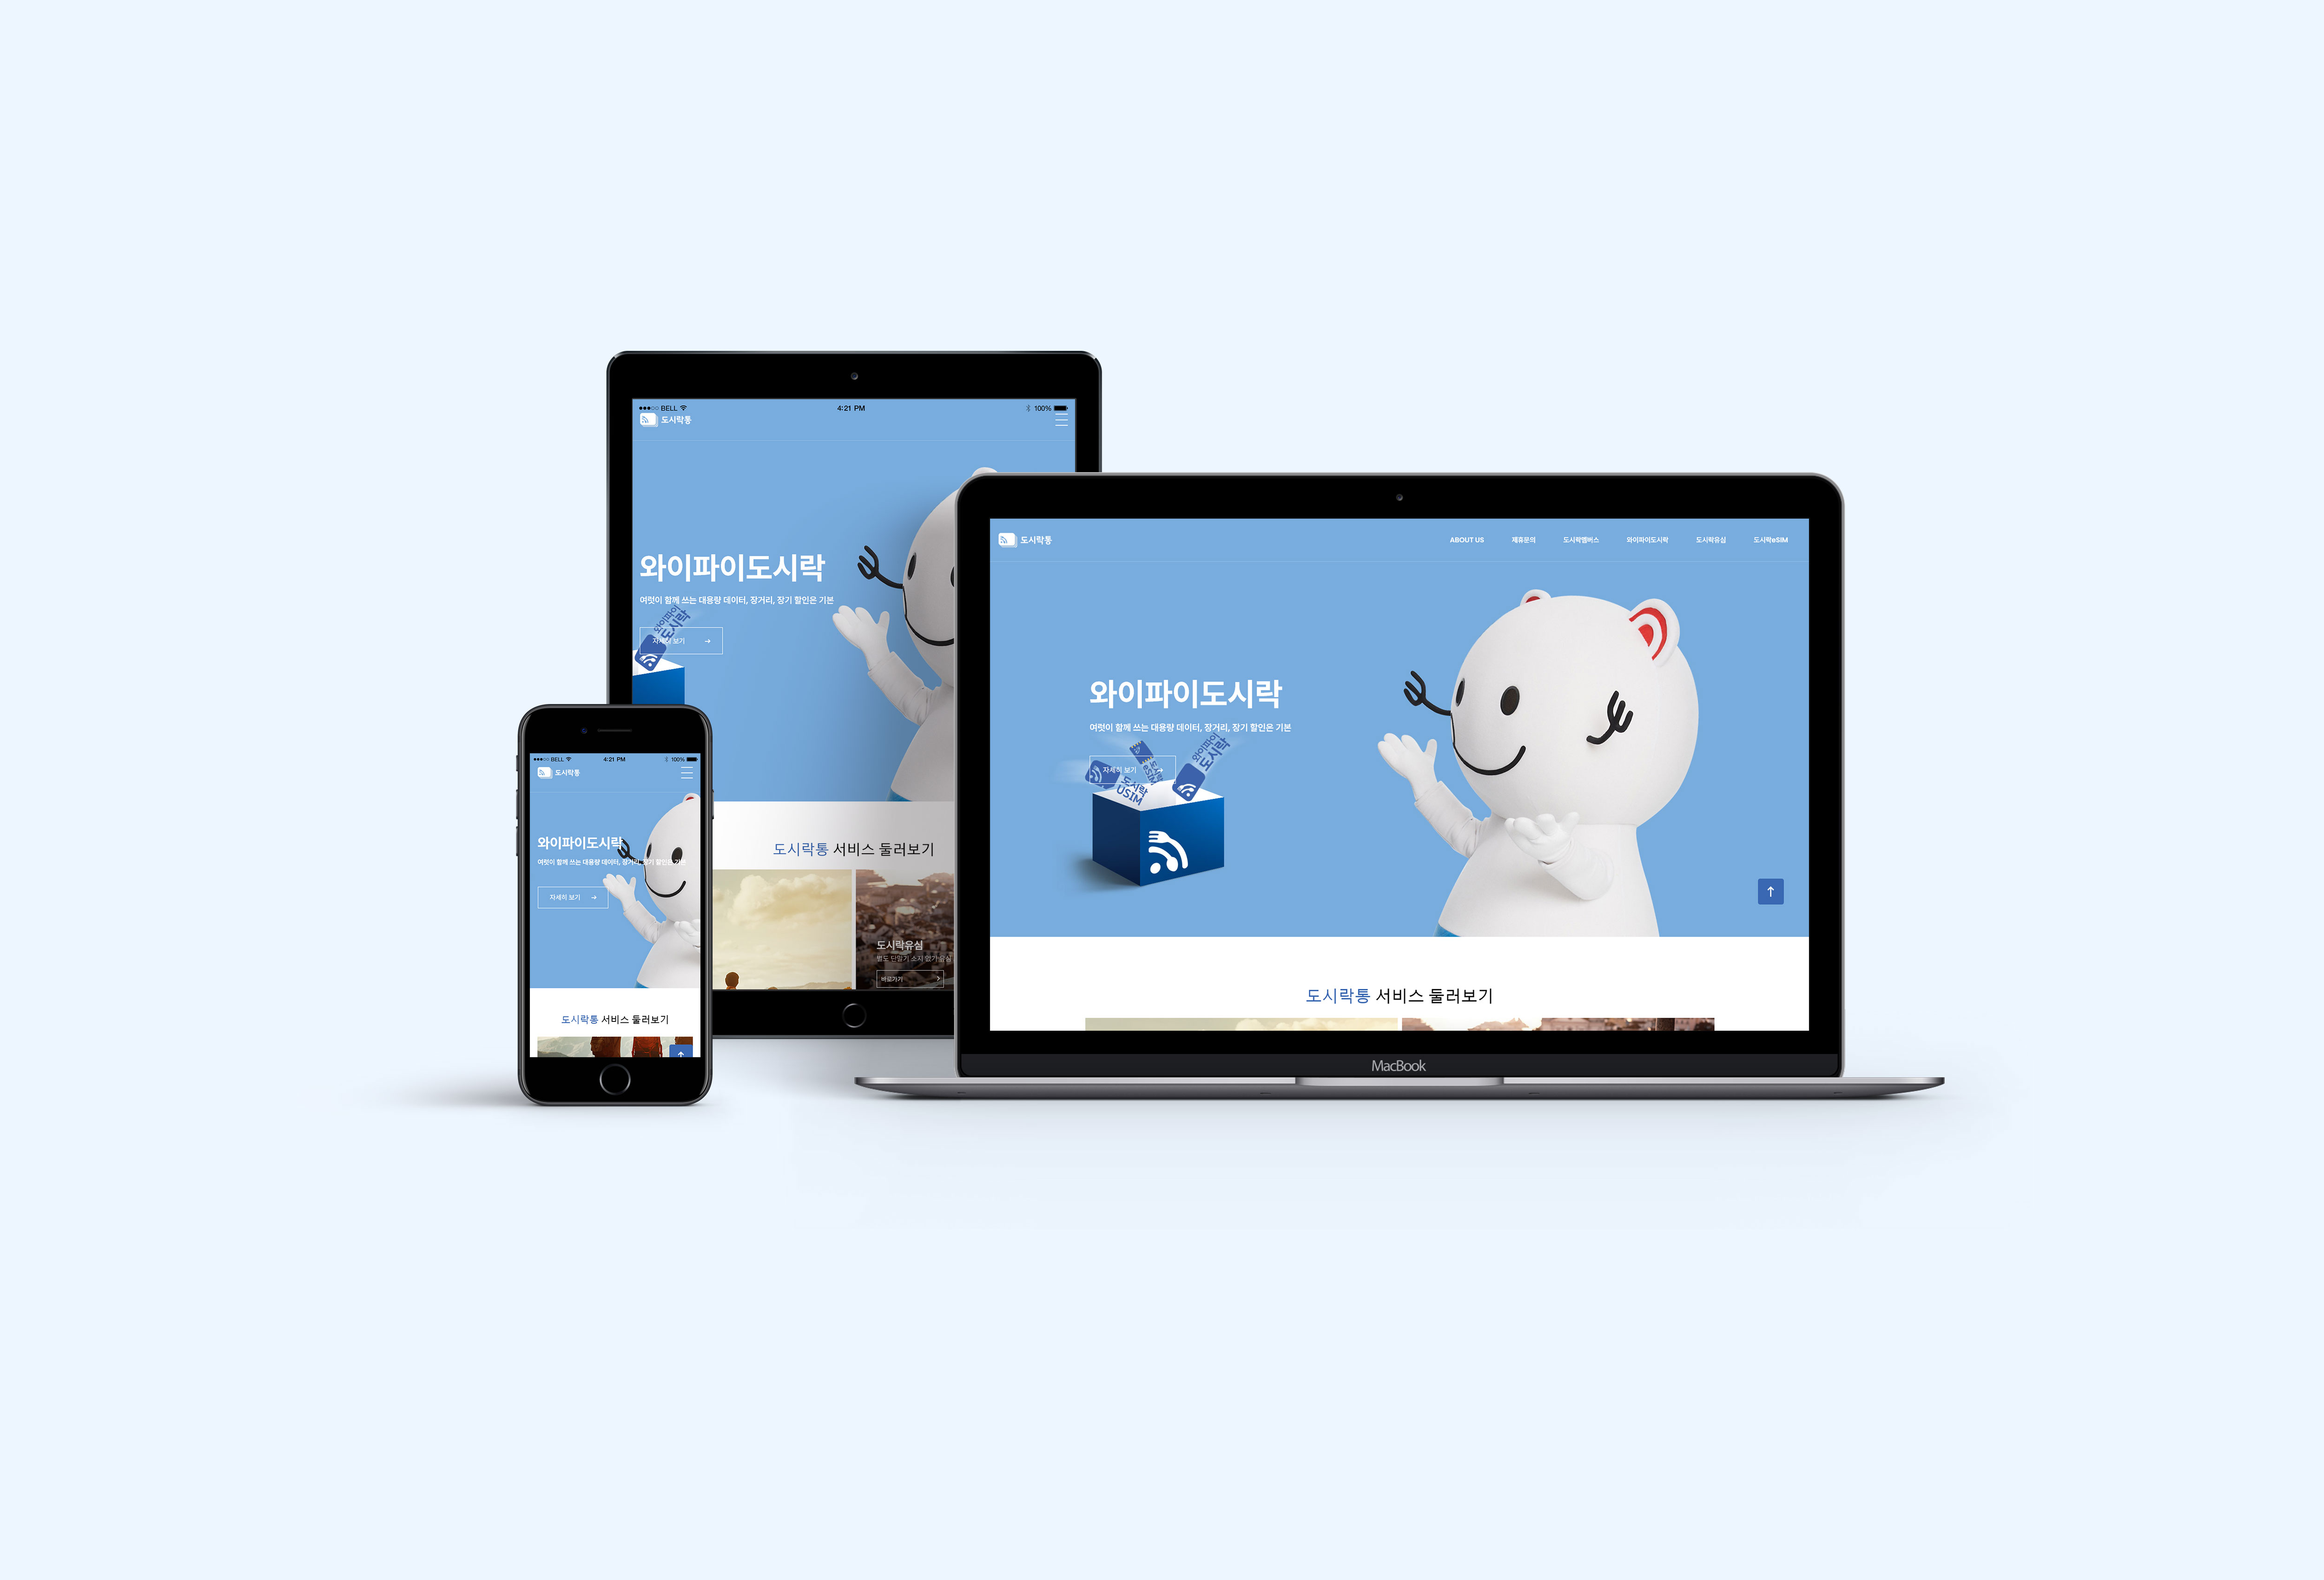 BELL 4:21 PM 100%
도시락통
와이파이도시락
여럿이 함께 쓰는 대용량 데이터, 장거리, 장기 할인은 기본
와이파이
도시락
자세히 보기
도시락통 서비스 둘러보기
도시락유심
바로가기
BELL 4:21 PM 100%
도시락통
와이파이도시락
여럿이 함께 쓰는 대용량 데이터, 장거리, 장기 할인은 기본
자세히 보기
도시락통 서비스 둘러보기
도시락통
ABOUT US 제휴문의 도시락멤버스 와이파이도시락 도시락유심 도시락eSIM
와이파이도시락
여럿이 함께 쓰는 대용량 데이터, 장거리, 장기 할인은 기본
와이파이
도시락
도시락
eSIM
자세히 보기
도시락
USIM
도시락통 서비스 둘러보기
MacBook